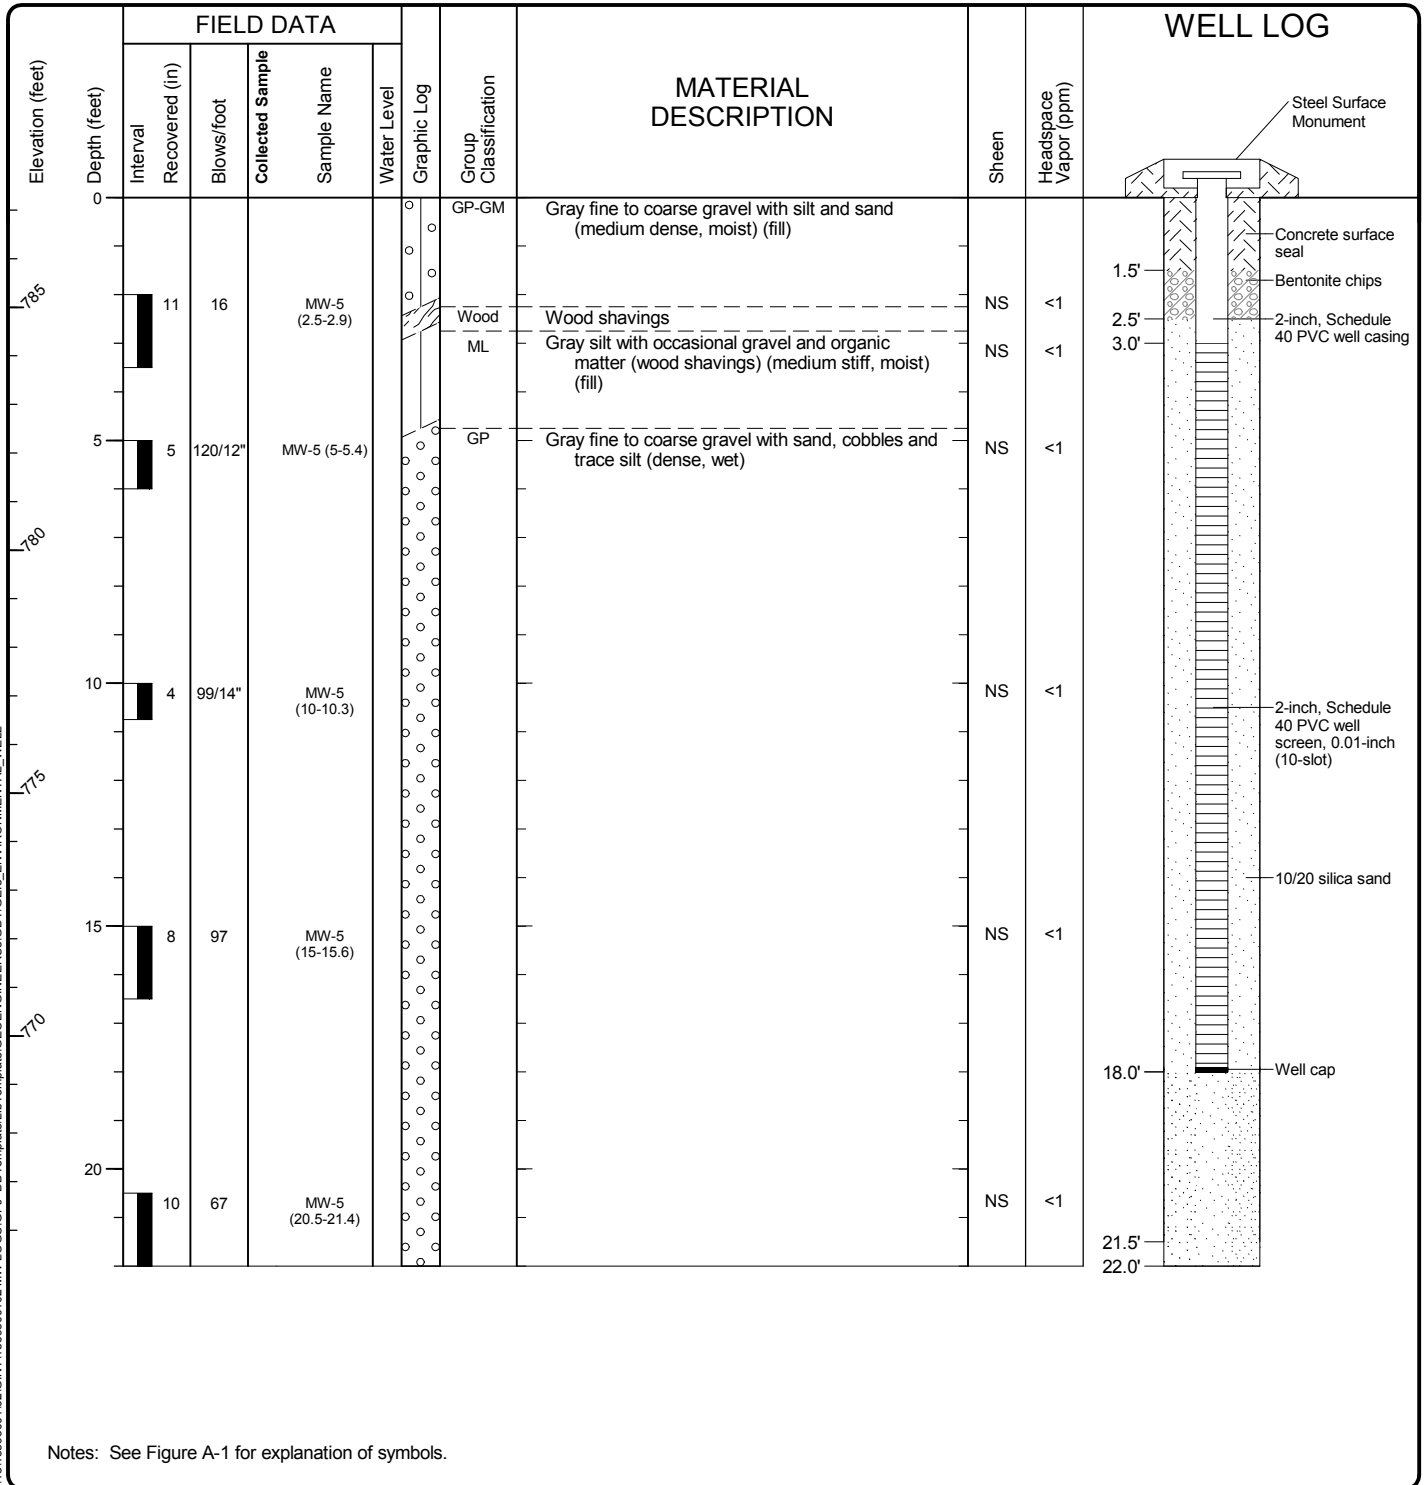 FIELD DATA
WELL LOG
Elevation (feet)
Depth (feet)
Interval
Recovered (in)
Blows/foot
Collected Sample
Sample Name
Water Level
Graphic Log
Group
Classification
MATERIAL
DESCRIPTION
Sheen
Headspace
Vapor (ppm)
Steel Surface
Monument
0
GP-GM
Gray fine to coarse gravel with silt and sand
(medium dense, moist) (fill)
Concrete surface
seal
1.5'
Bentonite chips
785
11
16
MW-5
(2.5-2.9)
NS
<1
Wood
Wood shavings
2.5'
2-inch, Schedule
40 PVC well casing
ML
Gray silt with occasional gravel and organic
matter (wood shavings) (medium stiff, moist)
(fill)
NS
<1
3.0'
5
5
120/12"
MW-5 (5-5.4)
GP
Gray fine to coarse gravel with sand, cobbles and
trace silt (dense, wet)
NS
<1
780
10
4
99/14"
MW-5
(10-10.3)
NS
<1
2-inch, Schedule
40 PVC well
screen, 0.01-inch
(10-slot)
775
10/20 silica sand
15
8
97
MW-5
(15-15.6)
NS
<1
770
18.0'
Well cap
20
10
67
MW-5
(20.5-21.4)
NS
<1
21.5'
22.0'
Notes: See Figure A-1 for explanation of symbols.